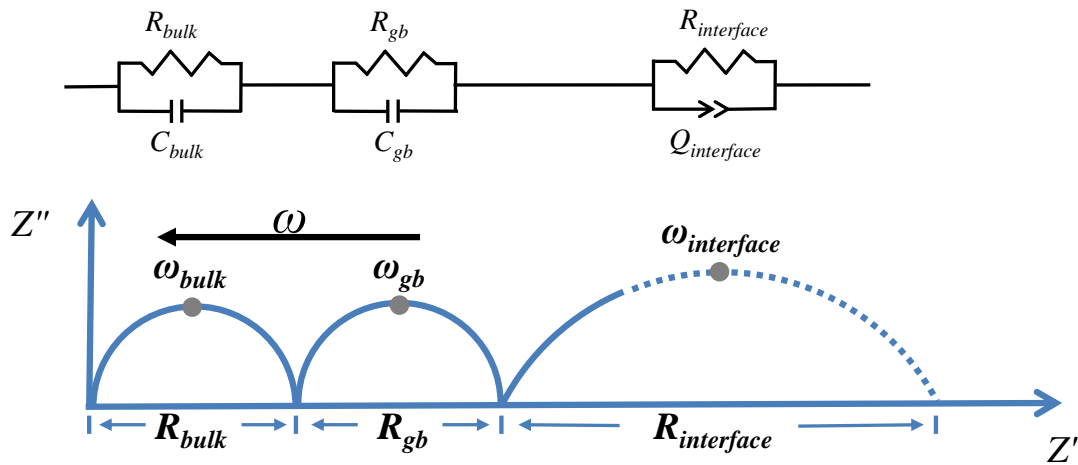 R_bulk R_gb R_interface
C_bulk C_gb Q_interface
Z" ω
ω_bulk ω_gb ω_interface
R_bulk R_gb R_interface
Z'